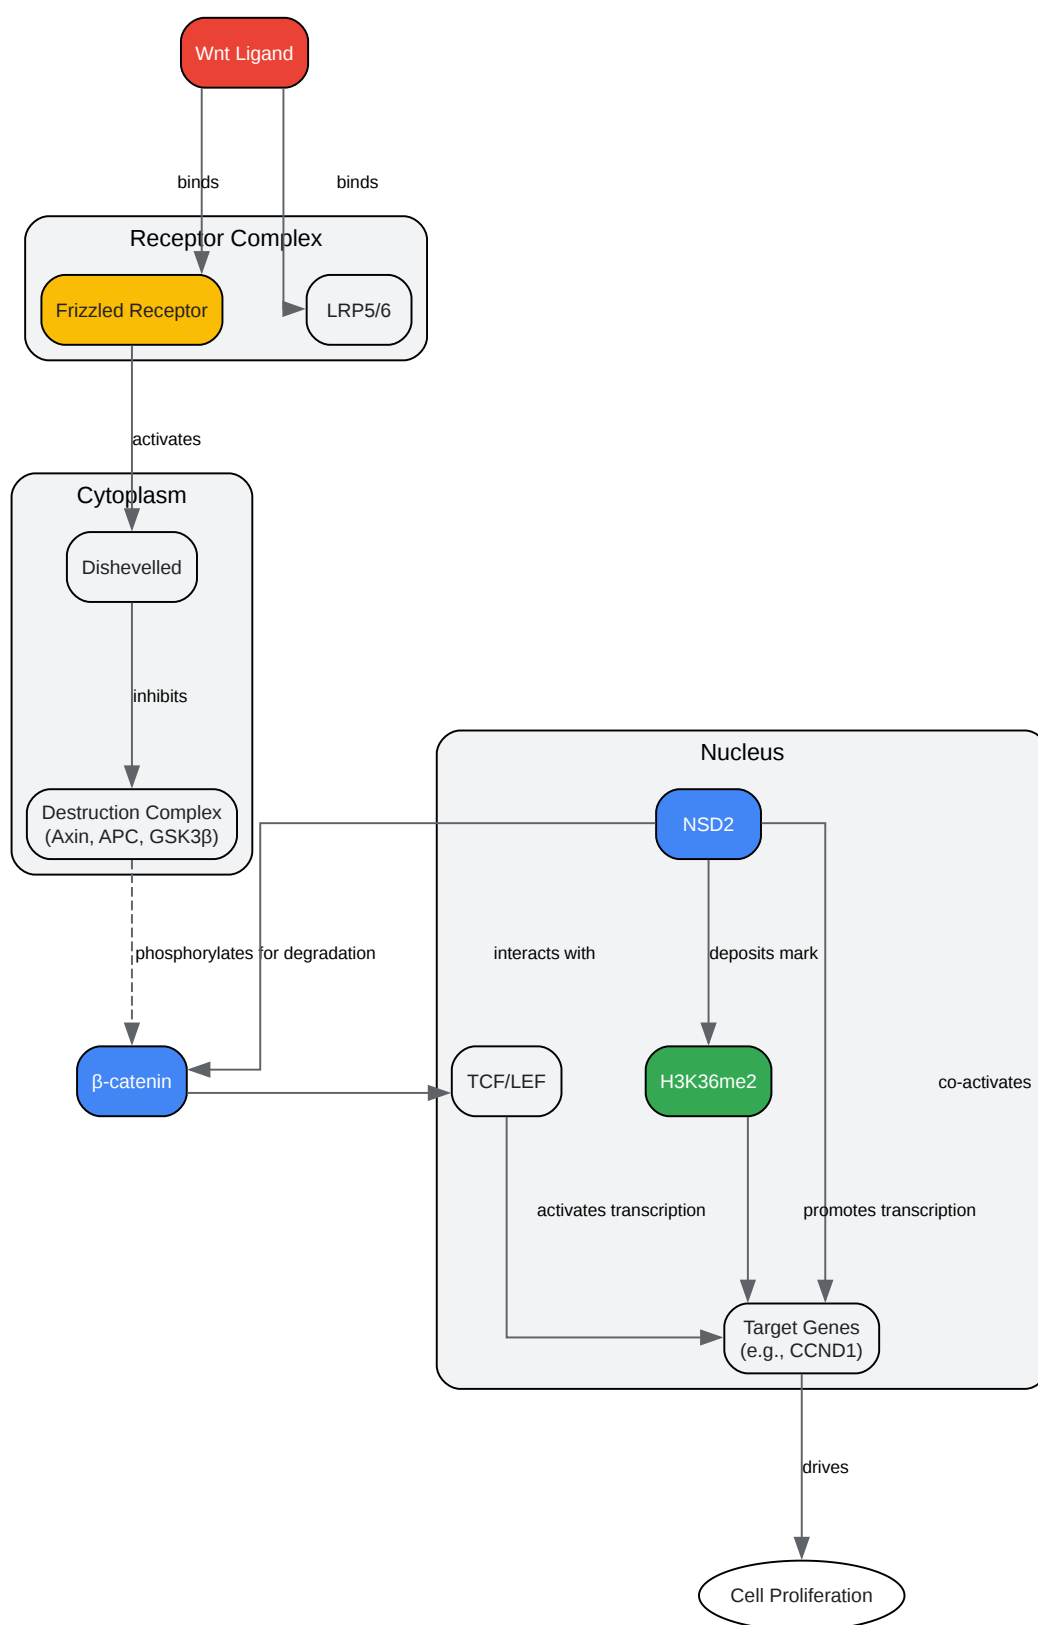 Wnt Ligand
binds
binds
Receptor Complex
Frizzled Receptor
LRP5/6
activates
Cytoplasm
Dishevelled
inhibits
Nucleus
Destruction Complex
(Axin, APC, GSK3β)
NSD2
phosphorylates for degradation
interacts with
deposits mark
β-catenin
TCF/LEF
H3K36me2
co-activates
activates transcription
promotes transcription
Target Genes
(e.g., CCND1)
drives
Cell Proliferation